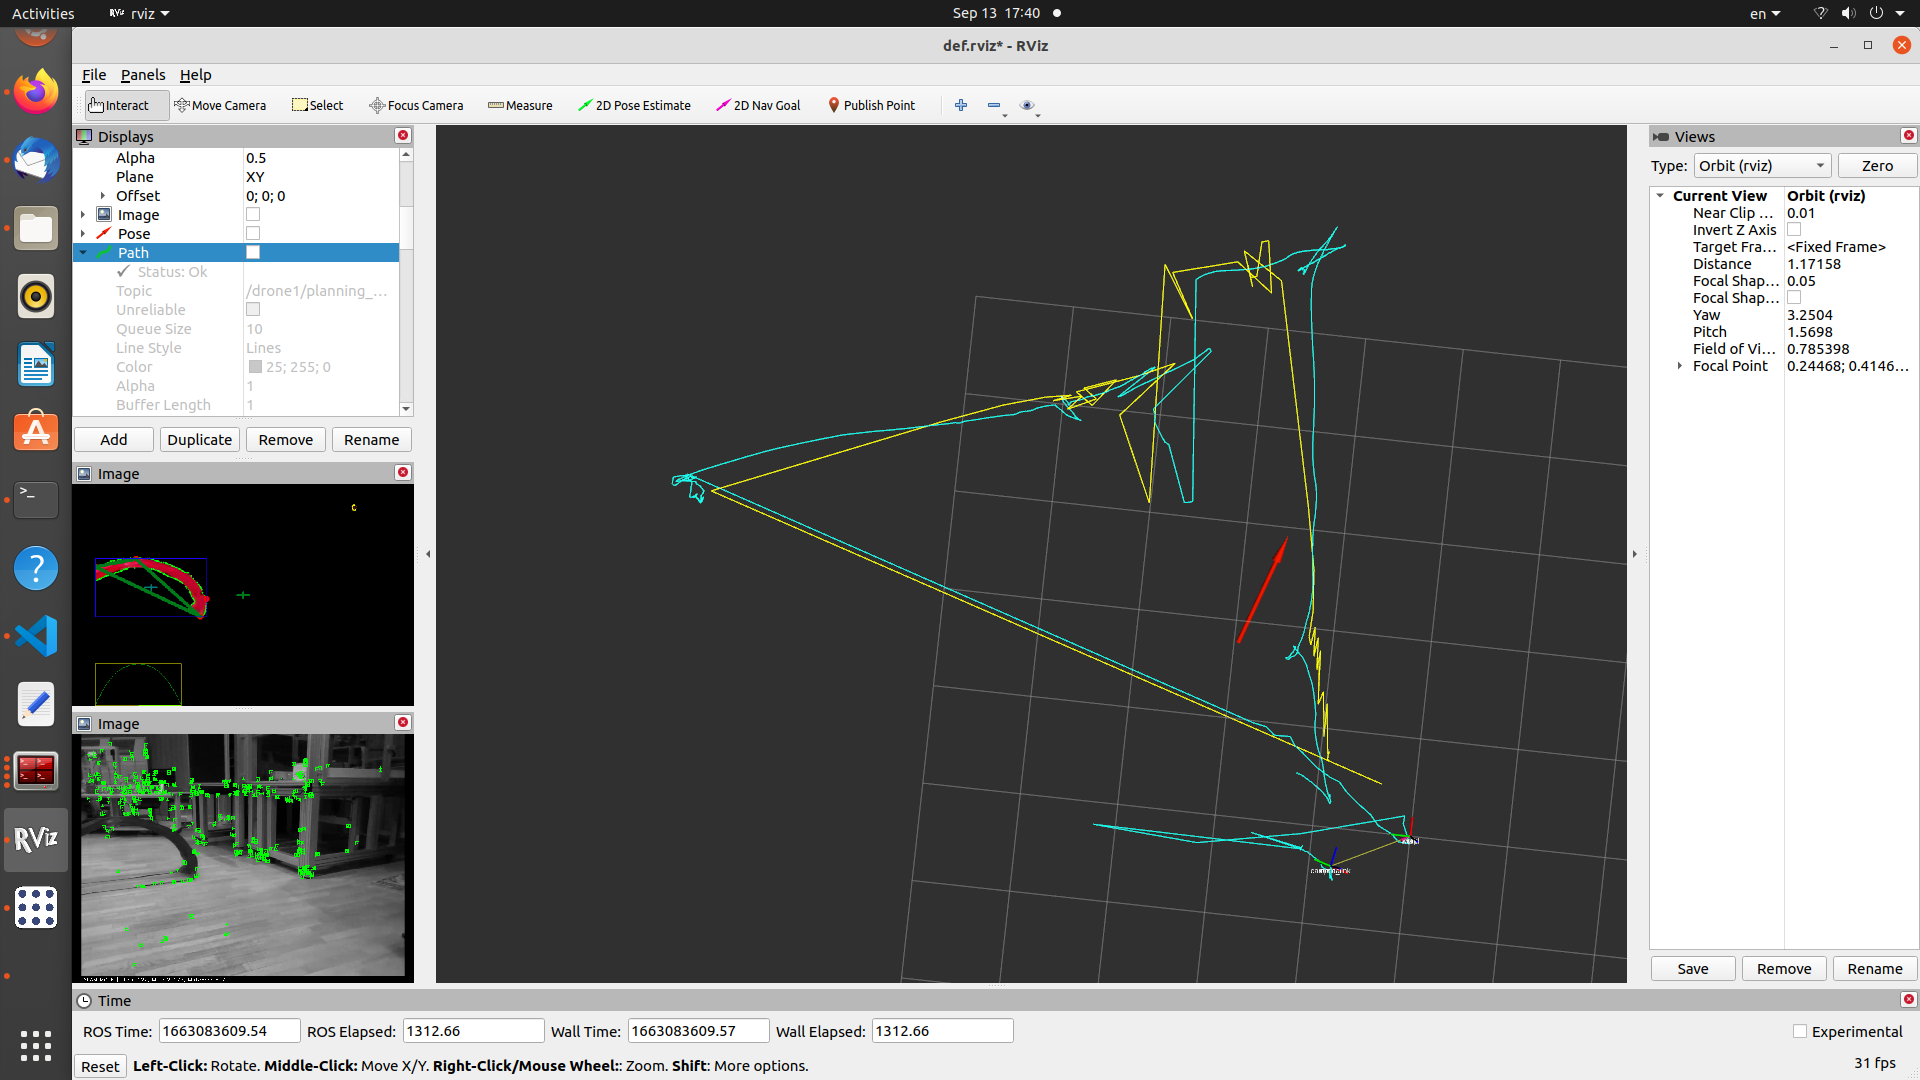 Activities
RViz
rviz
Sep 13 17:40
en
def.rviz* - RViz
File
Panels
Help
Interact
Move Camera
Select
Focus Camera
Measure
2D Pose Estimate
2D Nav Goal
Publish Point
Displays
Alpha 0.5
Plane XY
Offset 0; 0; 0
Image
Pose
Path
Status: Ok
Topic /drone1/planning_...
Unreliable
Queue Size 10
Line Style Lines
Color 25; 255; 0
Alpha 1
Buffer Length 1
Add
Duplicate
Remove
Rename
Image
Image
RViz
Views
Type: Orbit (rviz)
Zero
Current View Orbit (rviz)
Near Clip ... 0.01
Invert Z Axis
Target Fra... <Fixed Frame>
Distance 1.17158
Focal Shap... 0.05
Focal Shap...
Yaw 3.2504
Pitch 1.5698
Field of Vi... 0.785398
Focal Point 0.24468; 0.4146...
Save
Remove
Rename
Time
ROS Time: 1663083609.54
ROS Elapsed: 1312.66
Wall Time: 1663083609.57
Wall Elapsed: 1312.66
Experimental
Reset
Left-Click: Rotate. Middle-Click: Move X/Y. Right-Click/Mouse Wheel:: Zoom. Shift: More options.
31 fps